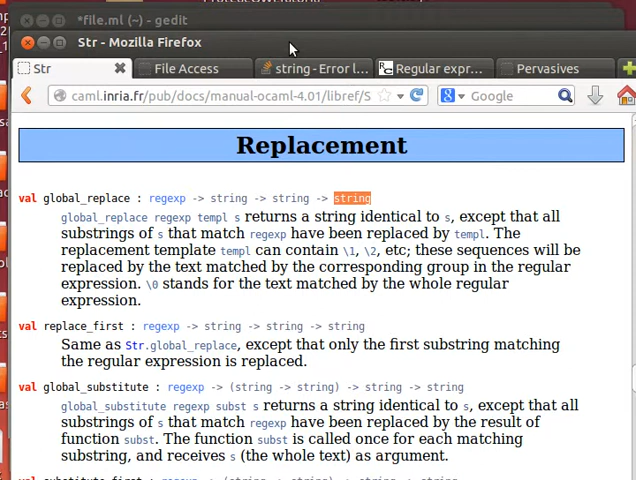 *file.ml (~) - gedit
Str - Mozilla Firefox
Str
File Access
string - Error l...
Regular expr...
Pervasives
caml.inria.fr/pub/docs/manual-ocaml-4.01/libref/S
Google
Replacement
val global_replace : regexp -> string -> string -> string
global_replace regexp templ s returns a string identical to s, except that all
substrings of s that match regexp have been replaced by templ. The
replacement template templ can contain \1, \2, etc; these sequences will be
replaced by the text matched by the corresponding group in the regular
expression. \0 stands for the text matched by the whole regular
expression.
val replace_first : regexp -> string -> string -> string
Same as Str.global_replace, except that only the first substring matching
the regular expression is replaced.
val global_substitute : regexp -> (string -> string) -> string -> string
global_substitute regexp subst s returns a string identical to s, except that all
substrings of s that match regexp have been replaced by the result of
function subst. The function subst is called once for each matching
substring, and receives s (the whole text) as argument.